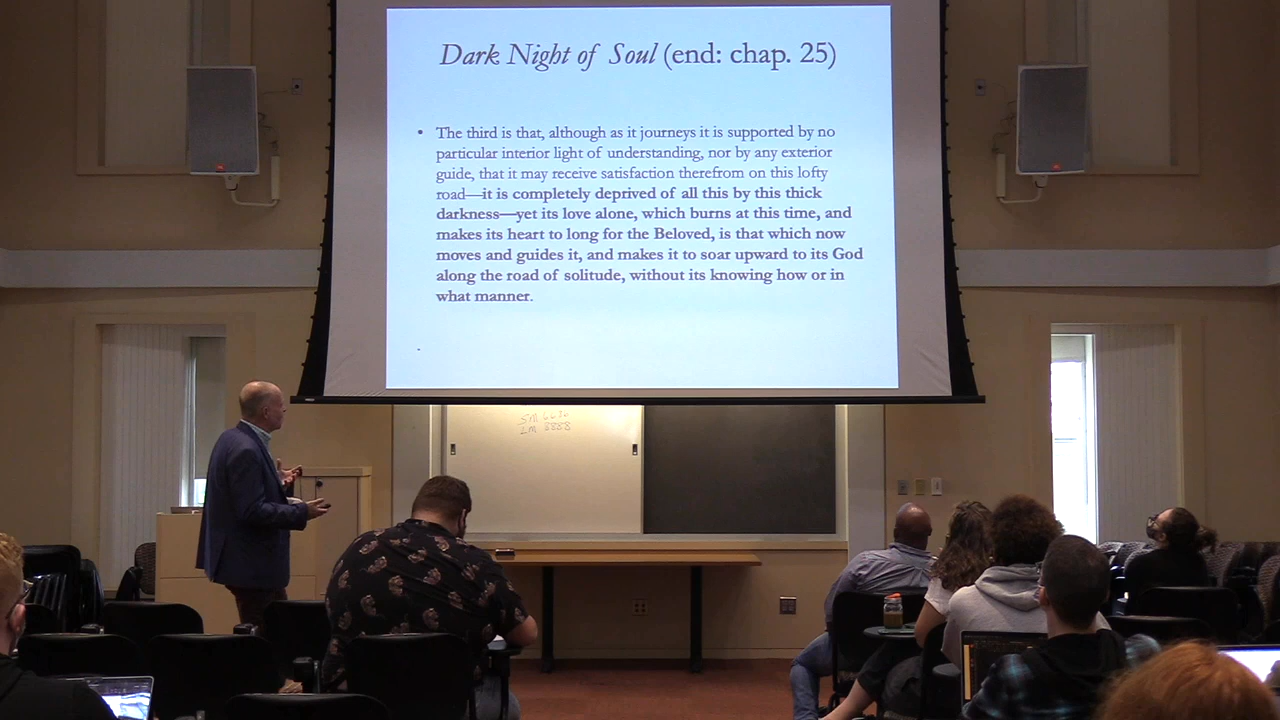 Dark Night of Soul (end: chap. 25)
• The third is that, although as it journeys it is supported by no
particular interior light of understanding, nor by any exterior
guide, that it may receive satisfaction therefrom on this lofty
road—it is completely deprived of all this by this thick
darkness—yet its love alone, which burns at this time, and
makes its heart to long for the Beloved, is that which now
moves and guides it, and makes it to soar upward to its God
along the road of solitude, without its knowing how or in
what manner.